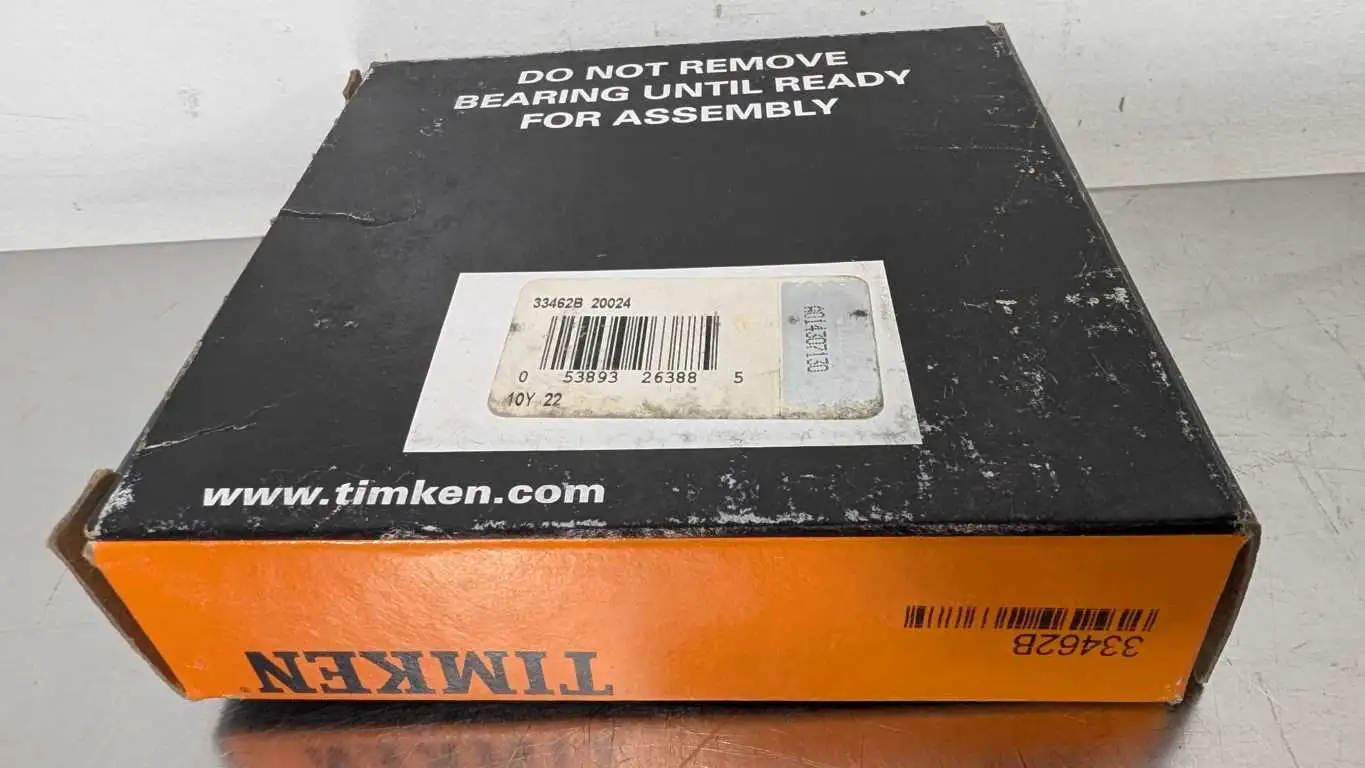 DO NOT REMOVE
BEARING UNTIL READY
FOR ASSEMBLY
33462B 20024
0 53893 26388 5
10Y 22
www.timken.com
33462B
TIMKEN®